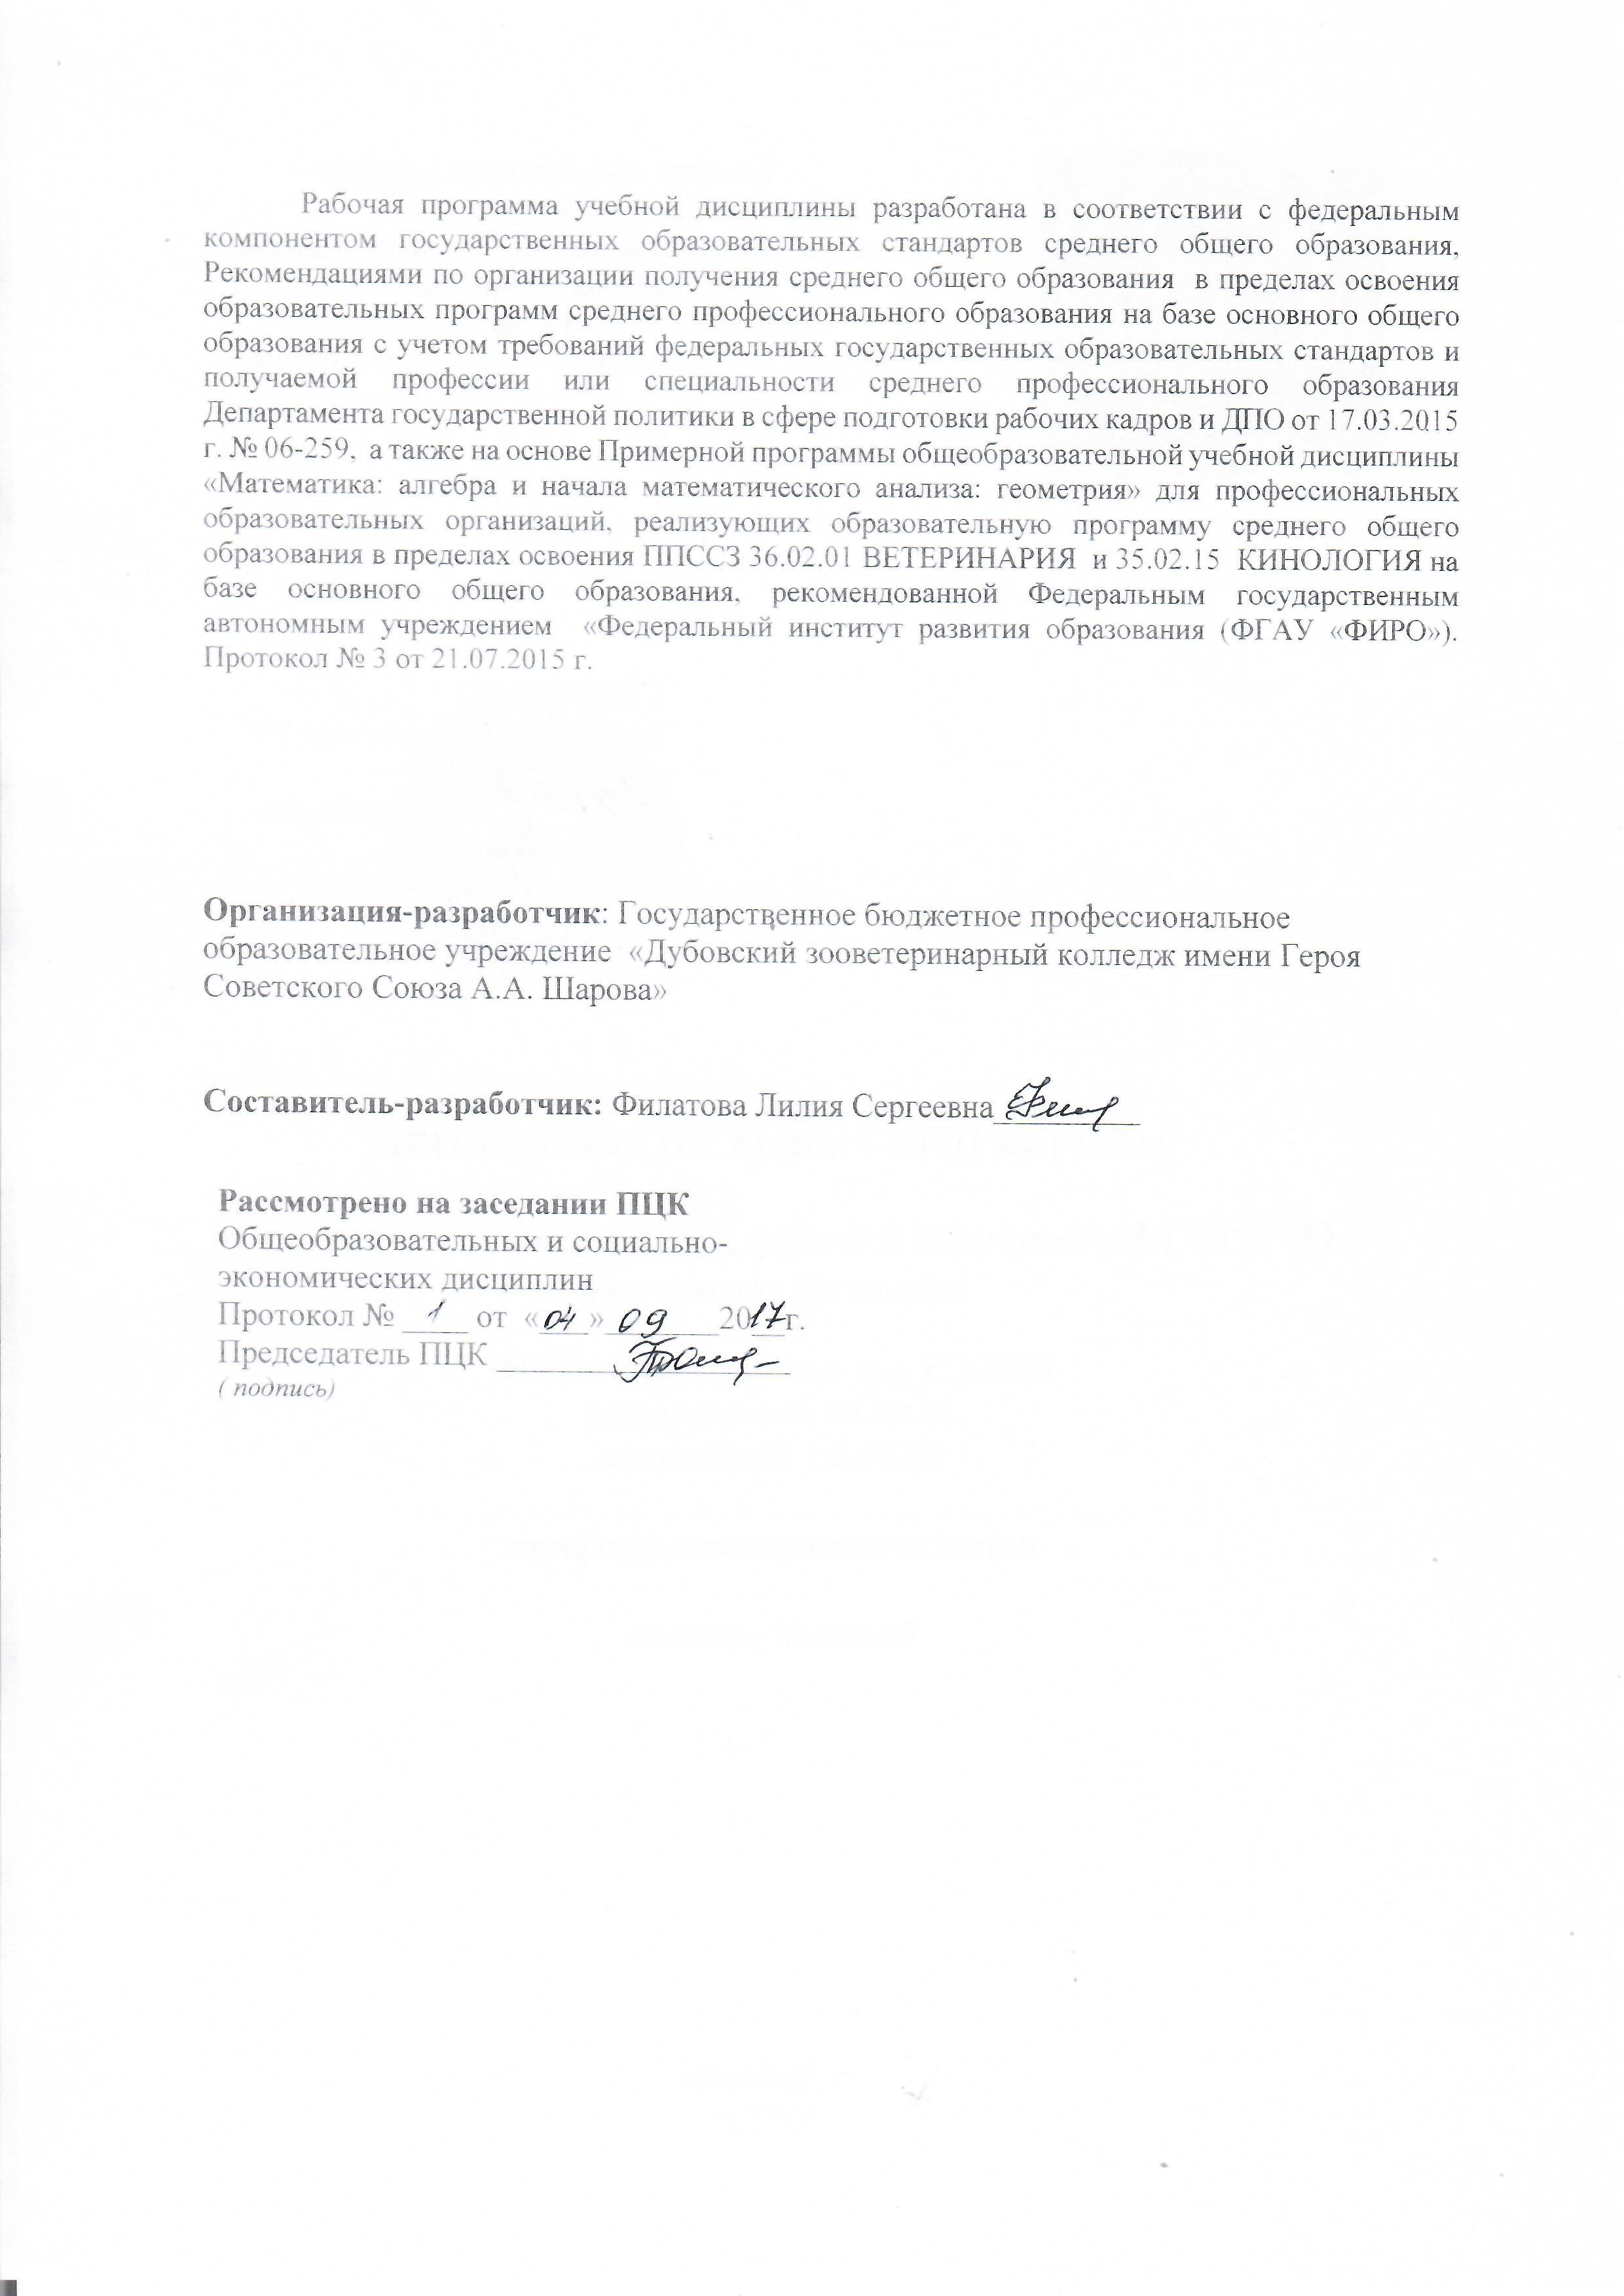 Рабочая программа учебной дисциплины разработана в соответствии с федеральным
компонентом государственных образовательных стандартов среднего общего образования,
Рекомендациями по организации получения среднего общего образования в пределах освоения
образовательных программ среднего профессионального образования на базе основного общего
образования с учетом требований федеральных государственных образовательных стандартов и
получаемой профессии или специальности среднего профессионального образования
Департамента государственной политики в сфере подготовки рабочих кадров и ДПО от 17.03.2015
г. № 06-259, а также на основе Примерной программы общеобразовательной учебной дисциплины
«Математика: алгебра и начала математического анализа: геометрия» для профессиональных
образовательных организаций, реализующих образовательную программу среднего общего
образования в пределах освоения ППССЗ 36.02.01 ВЕТЕРИНАРИЯ и 35.02.15 КИНОЛОГИЯ на
базе основного общего образования, рекомендованной Федеральным государственным
автономным учреждением «Федеральный институт развития образования (ФГАУ «ФИРО»).
Протокол № 3 от 21.07.2015 г.
Организация-разработчик: Государственное бюджетное профессиональное
образовательное учреждение «Дубовский зооветеринарный колледж имени Героя
Советского Союза А.А. Шарова»
Составитель-разработчик: Филатова Лилия Сергеевна
Рассмотрено на заседании ПЦК
Общеобразовательных и социально-
экономических дисциплин
Протокол № 1 от «04» 09 2017г.
Председатель ПЦК
( подпись)